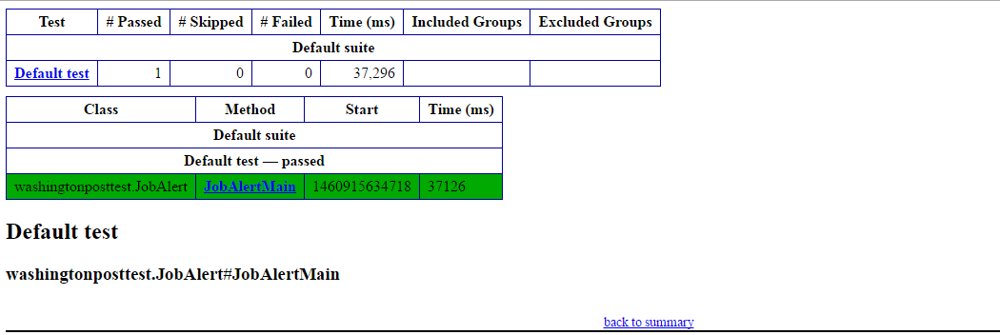 Test # Passed # Skipped # Failed Time (ms) Included Groups Excluded Groups
Default suite
Default test 1 0 0 37,296
Class Method Start Time (ms)
Default suite
Default test — passed
washingtonposttest.JobAlert JobAlertMain 1460915634718 37126
Default test
washingtonposttest.JobAlert#JobAlertMain
back to summary